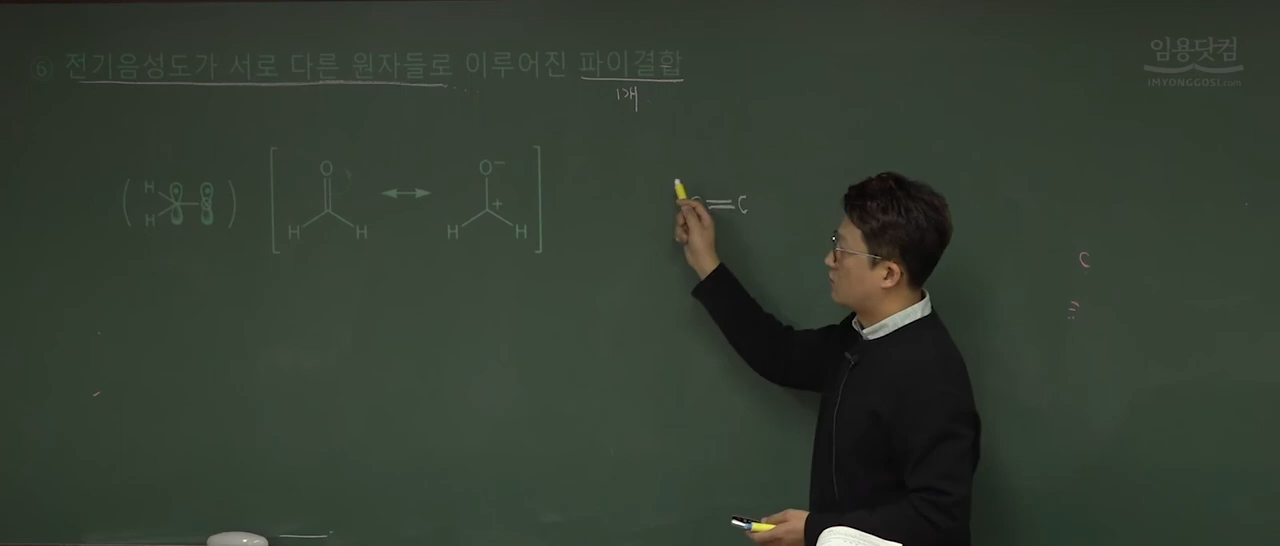 ⑥ 전기음성도가 서로 다른 원자들로 이루어진 파이결합
1개
임용닷컴
iMYONGGOSI.com
H
H
O
H H
O⁻
+
H H
=C
C